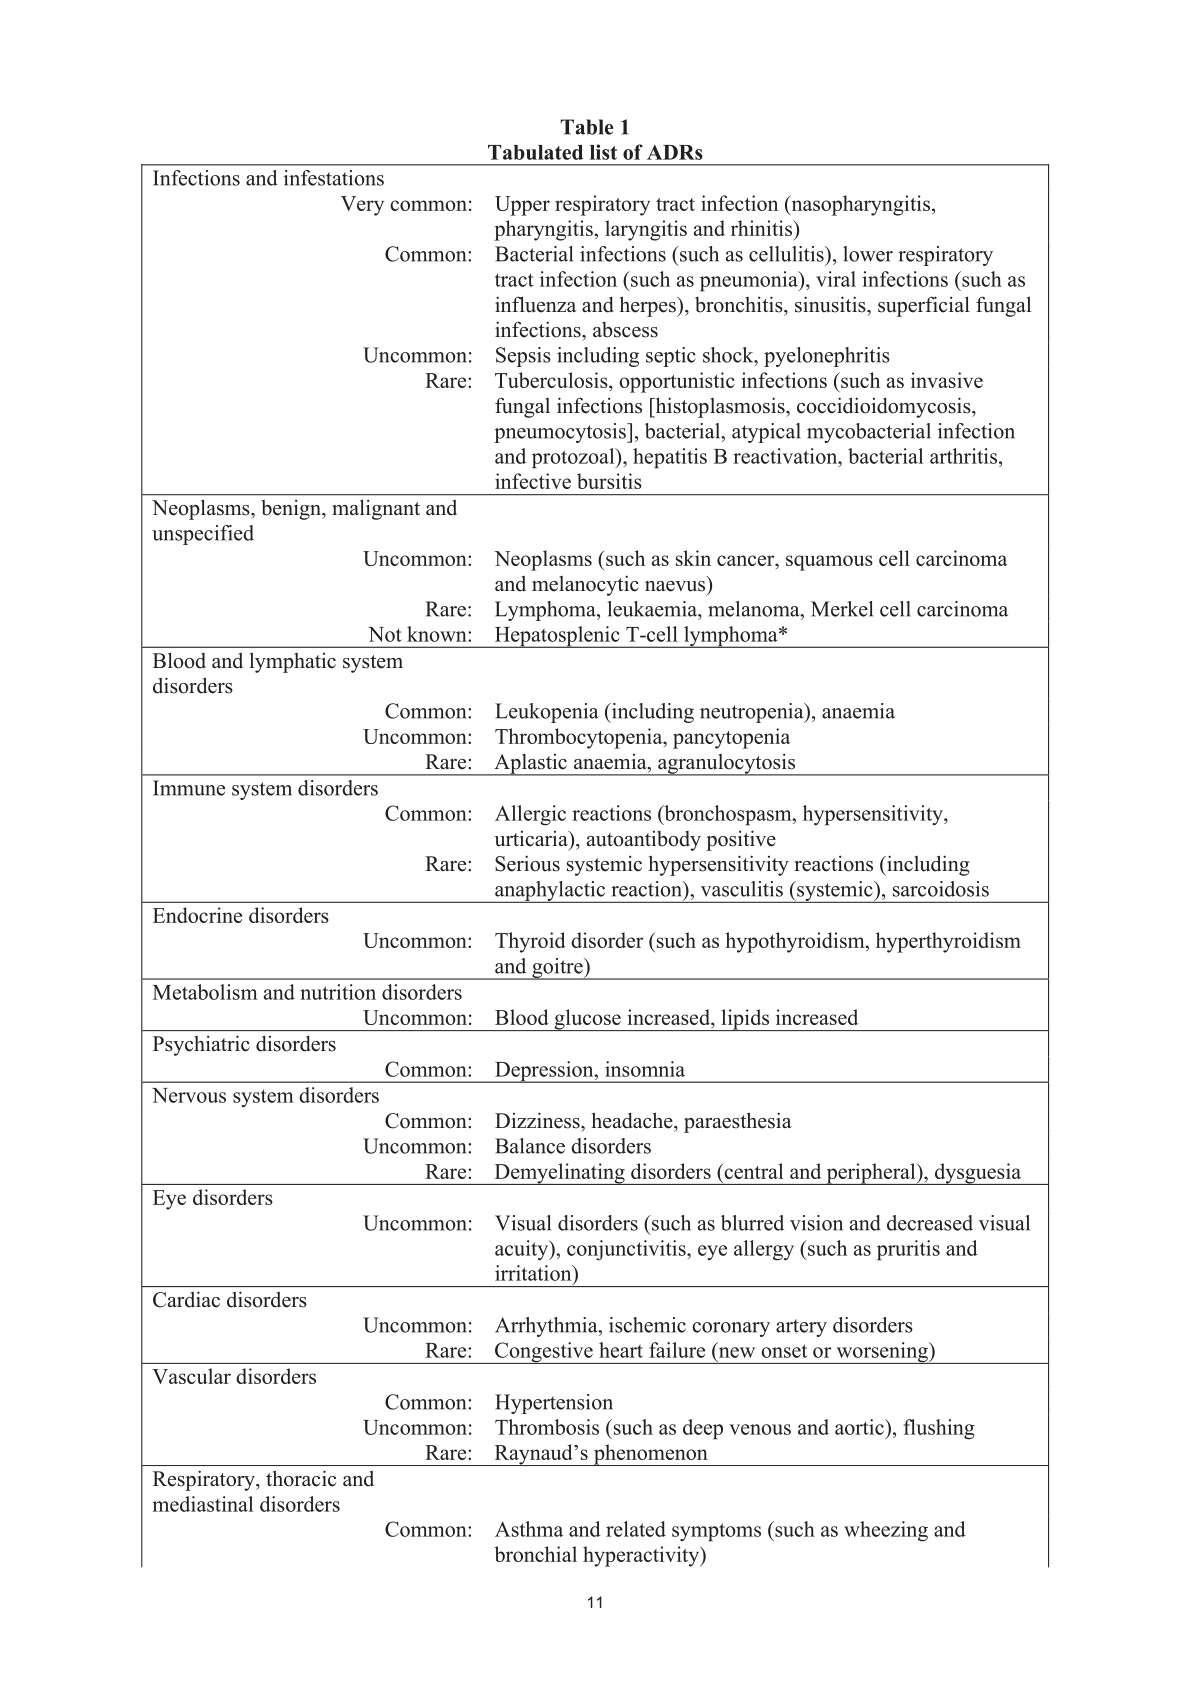 Table 1
Tabulated list of ADRs
Infections and infestations
Very common: Upper respiratory tract infection (nasopharyngitis,
pharyngitis, laryngitis and rhinitis)
Common: Bacterial infections (such as cellulitis), lower respiratory
tract infection (such as pneumonia), viral infections (such as
influenza and herpes), bronchitis, sinusitis, superficial fungal
infections, abscess
Uncommon: Sepsis including septic shock, pyelonephritis
Rare: Tuberculosis, opportunistic infections (such as invasive
fungal infections [histoplasmosis, coccidioidomycosis,
pneumocytosis], bacterial, atypical mycobacterial infection
and protozoal), hepatitis B reactivation, bacterial arthritis,
infective bursitis
Neoplasms, benign, malignant and
unspecified
Uncommon: Neoplasms (such as skin cancer, squamous cell carcinoma
and melanocytic naevus)
Rare: Lymphoma, leukaemia, melanoma, Merkel cell carcinoma
Not known: Hepatosplenic T-cell lymphoma*
Blood and lymphatic system
disorders
Common: Leukopenia (including neutropenia), anaemia
Uncommon: Thrombocytopenia, pancytopenia
Rare: Aplastic anaemia, agranulocytosis
Immune system disorders
Common: Allergic reactions (bronchospasm, hypersensitivity,
urticaria), autoantibody positive
Rare: Serious systemic hypersensitivity reactions (including
anaphylactic reaction), vasculitis (systemic), sarcoidosis
Endocrine disorders
Uncommon: Thyroid disorder (such as hypothyroidism, hyperthyroidism
and goitre)
Metabolism and nutrition disorders
Uncommon: Blood glucose increased, lipids increased
Psychiatric disorders
Common: Depression, insomnia
Nervous system disorders
Common: Dizziness, headache, paraesthesia
Uncommon: Balance disorders
Rare: Demyelinating disorders (central and peripheral), dysguesia
Eye disorders
Uncommon: Visual disorders (such as blurred vision and decreased visual
acuity), conjunctivitis, eye allergy (such as pruritis and
irritation)
Cardiac disorders
Uncommon: Arrhythmia, ischemic coronary artery disorders
Rare: Congestive heart failure (new onset or worsening)
Vascular disorders
Common: Hypertension
Uncommon: Thrombosis (such as deep venous and aortic), flushing
Rare: Raynaud’s phenomenon
Respiratory, thoracic and
mediastinal disorders
Common: Asthma and related symptoms (such as wheezing and
bronchial hyperactivity)
11